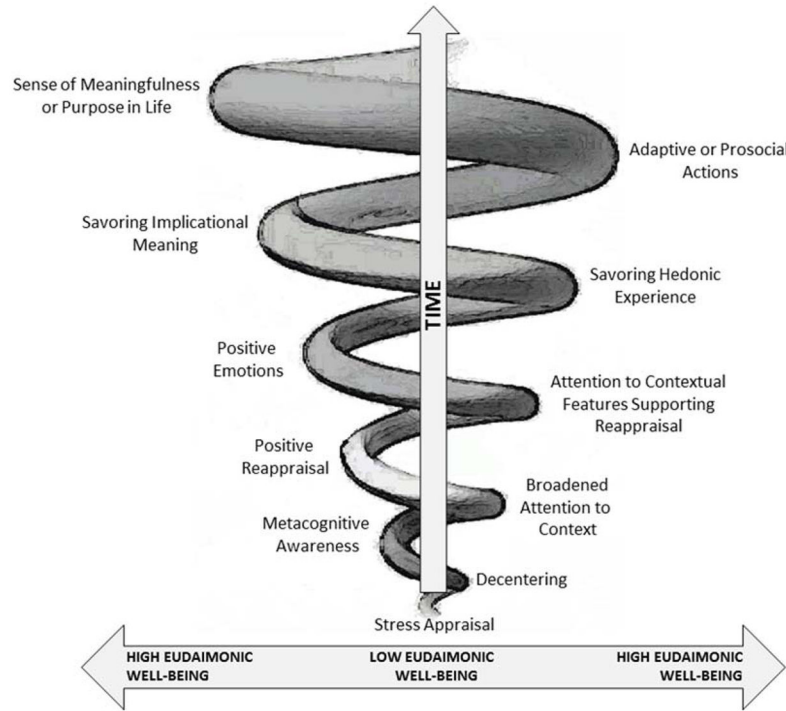 Sense of Meaningfulness
or Purpose in Life
Adaptive or Prosocial
Actions
Savoring Implicational
Meaning
Savoring Hedonic
Experience
TIME
Positive
Emotions
Attention to Contextual
Features Supporting
Reappraisal
Positive
Reappraisal
Broadened
Attention to
Context
Metacognitive
Awareness
Decentering
Stress Appraisal
HIGH EUDAIMONIC
WELL-BEING
LOW EUDAIMONIC
WELL-BEING
HIGH EUDAIMONIC
WELL-BEING